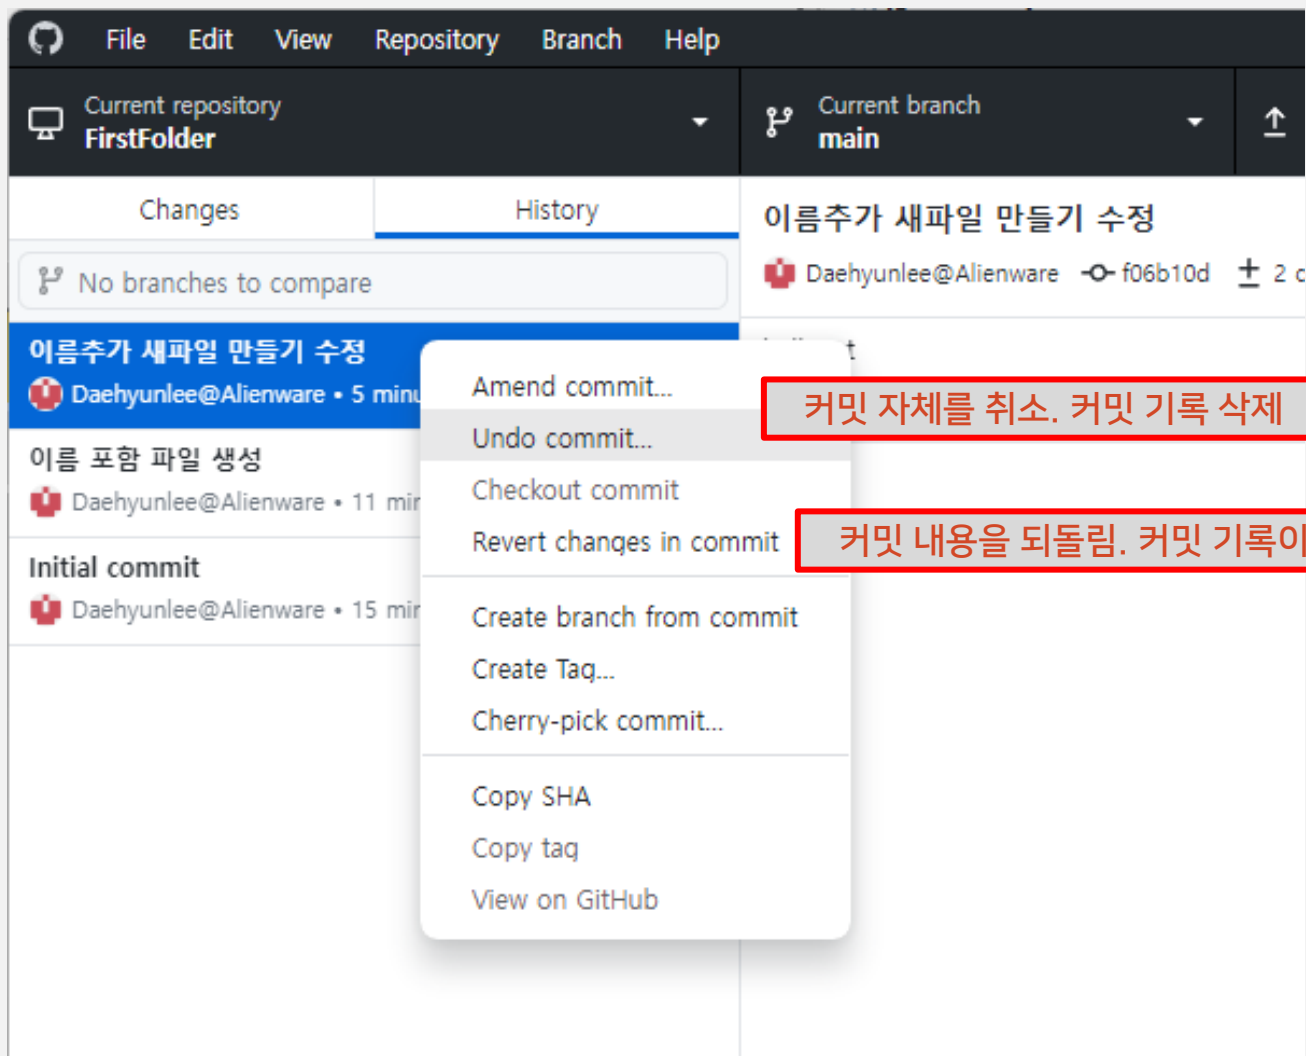 File Edit View Repository Branch Help
Current repository
FirstFolder
Current branch
main
Changes History
No branches to compare
이름추가 새파일 만들기 수정
Daehyunlee@Alienware • 5
이름 포함 파일 생성
Daehyunlee@Alienware • 11
Initial commit
Daehyunlee@Alienware • 15
Amend commit...
Undo commit...
Checkout commit
Revert changes in commit
Create branch from commit
Create Tag...
Cherry-pick commit...
Copy SHA
Copy tag
View on GitHub
이름추가 새파일 만들기 수정
Daehyunlee@Alienware f06b10d 2
커밋 자체를 취소. 커밋 기록 삭제
커밋 내용을 되돌림. 커밋 기록이